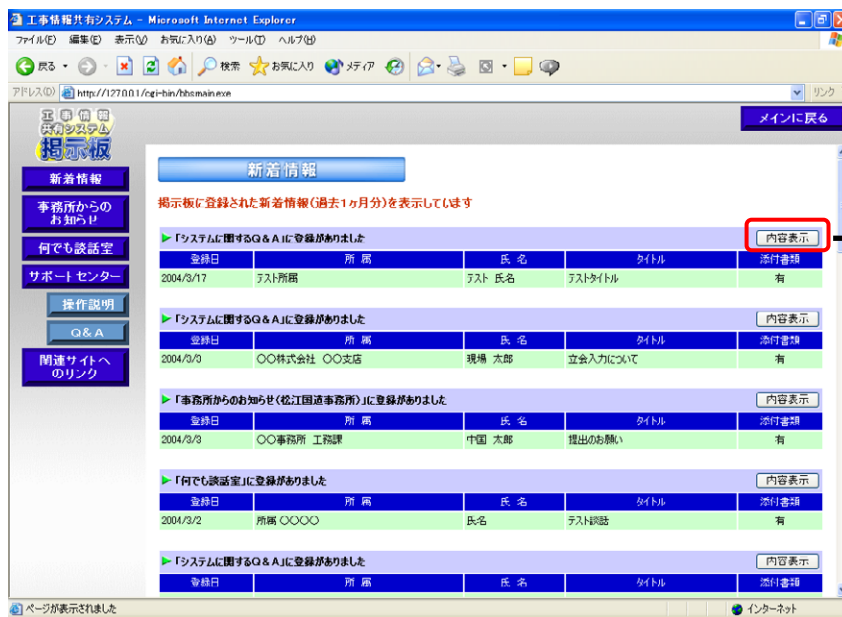 工事情報共有システム - Microsoft Internet Explorer
ファイル(F) 編集(E) 表示(V) お気に入り(A) ツール(T) ヘルプ(H)
戻る 検索 お気に入り メディア
アドレス(D) http://127.0.0.1/cgi-bin/bbsmain.exe リンク
工事情報
共有システム
掲示板
メインに戻る
新着情報
事務所からの
お知らせ
何でも談話室
サポートセンター
操作説明
Q&A
関連サイトへ
のリンク
新着情報
掲示板に登録された新着情報(過去1ヶ月分)を表示しています
「システムに関するQ&A」に登録がありました 内容表示
登録日 所属 氏名 タイトル 添付書類
2004/3/17 テスト所属 テスト 氏名 テストタイトル 有
「システムに関するQ&A」に登録がありました 内容表示
登録日 所属 氏名 タイトル 添付書類
2004/3/3 〇〇株式会社 〇〇支店 現場 太郎 立会入力について 有
「事務所からのお知らせ(松江国道事務所)」に登録がありました 内容表示
登録日 所属 氏名 タイトル 添付書類
2004/3/3 〇〇事務所 工務課 中国 太郎 提出のお願い 有
「何でも談話室」に登録がありました 内容表示
登録日 所属 氏名 タイトル 添付書類
2004/3/2 所属 〇〇〇〇 氏名 テスト談話 有
「システムに関するQ&A」に登録がありました 内容表示
登録日 所属 氏名 タイトル 添付書類
ページが表示されました インターネット